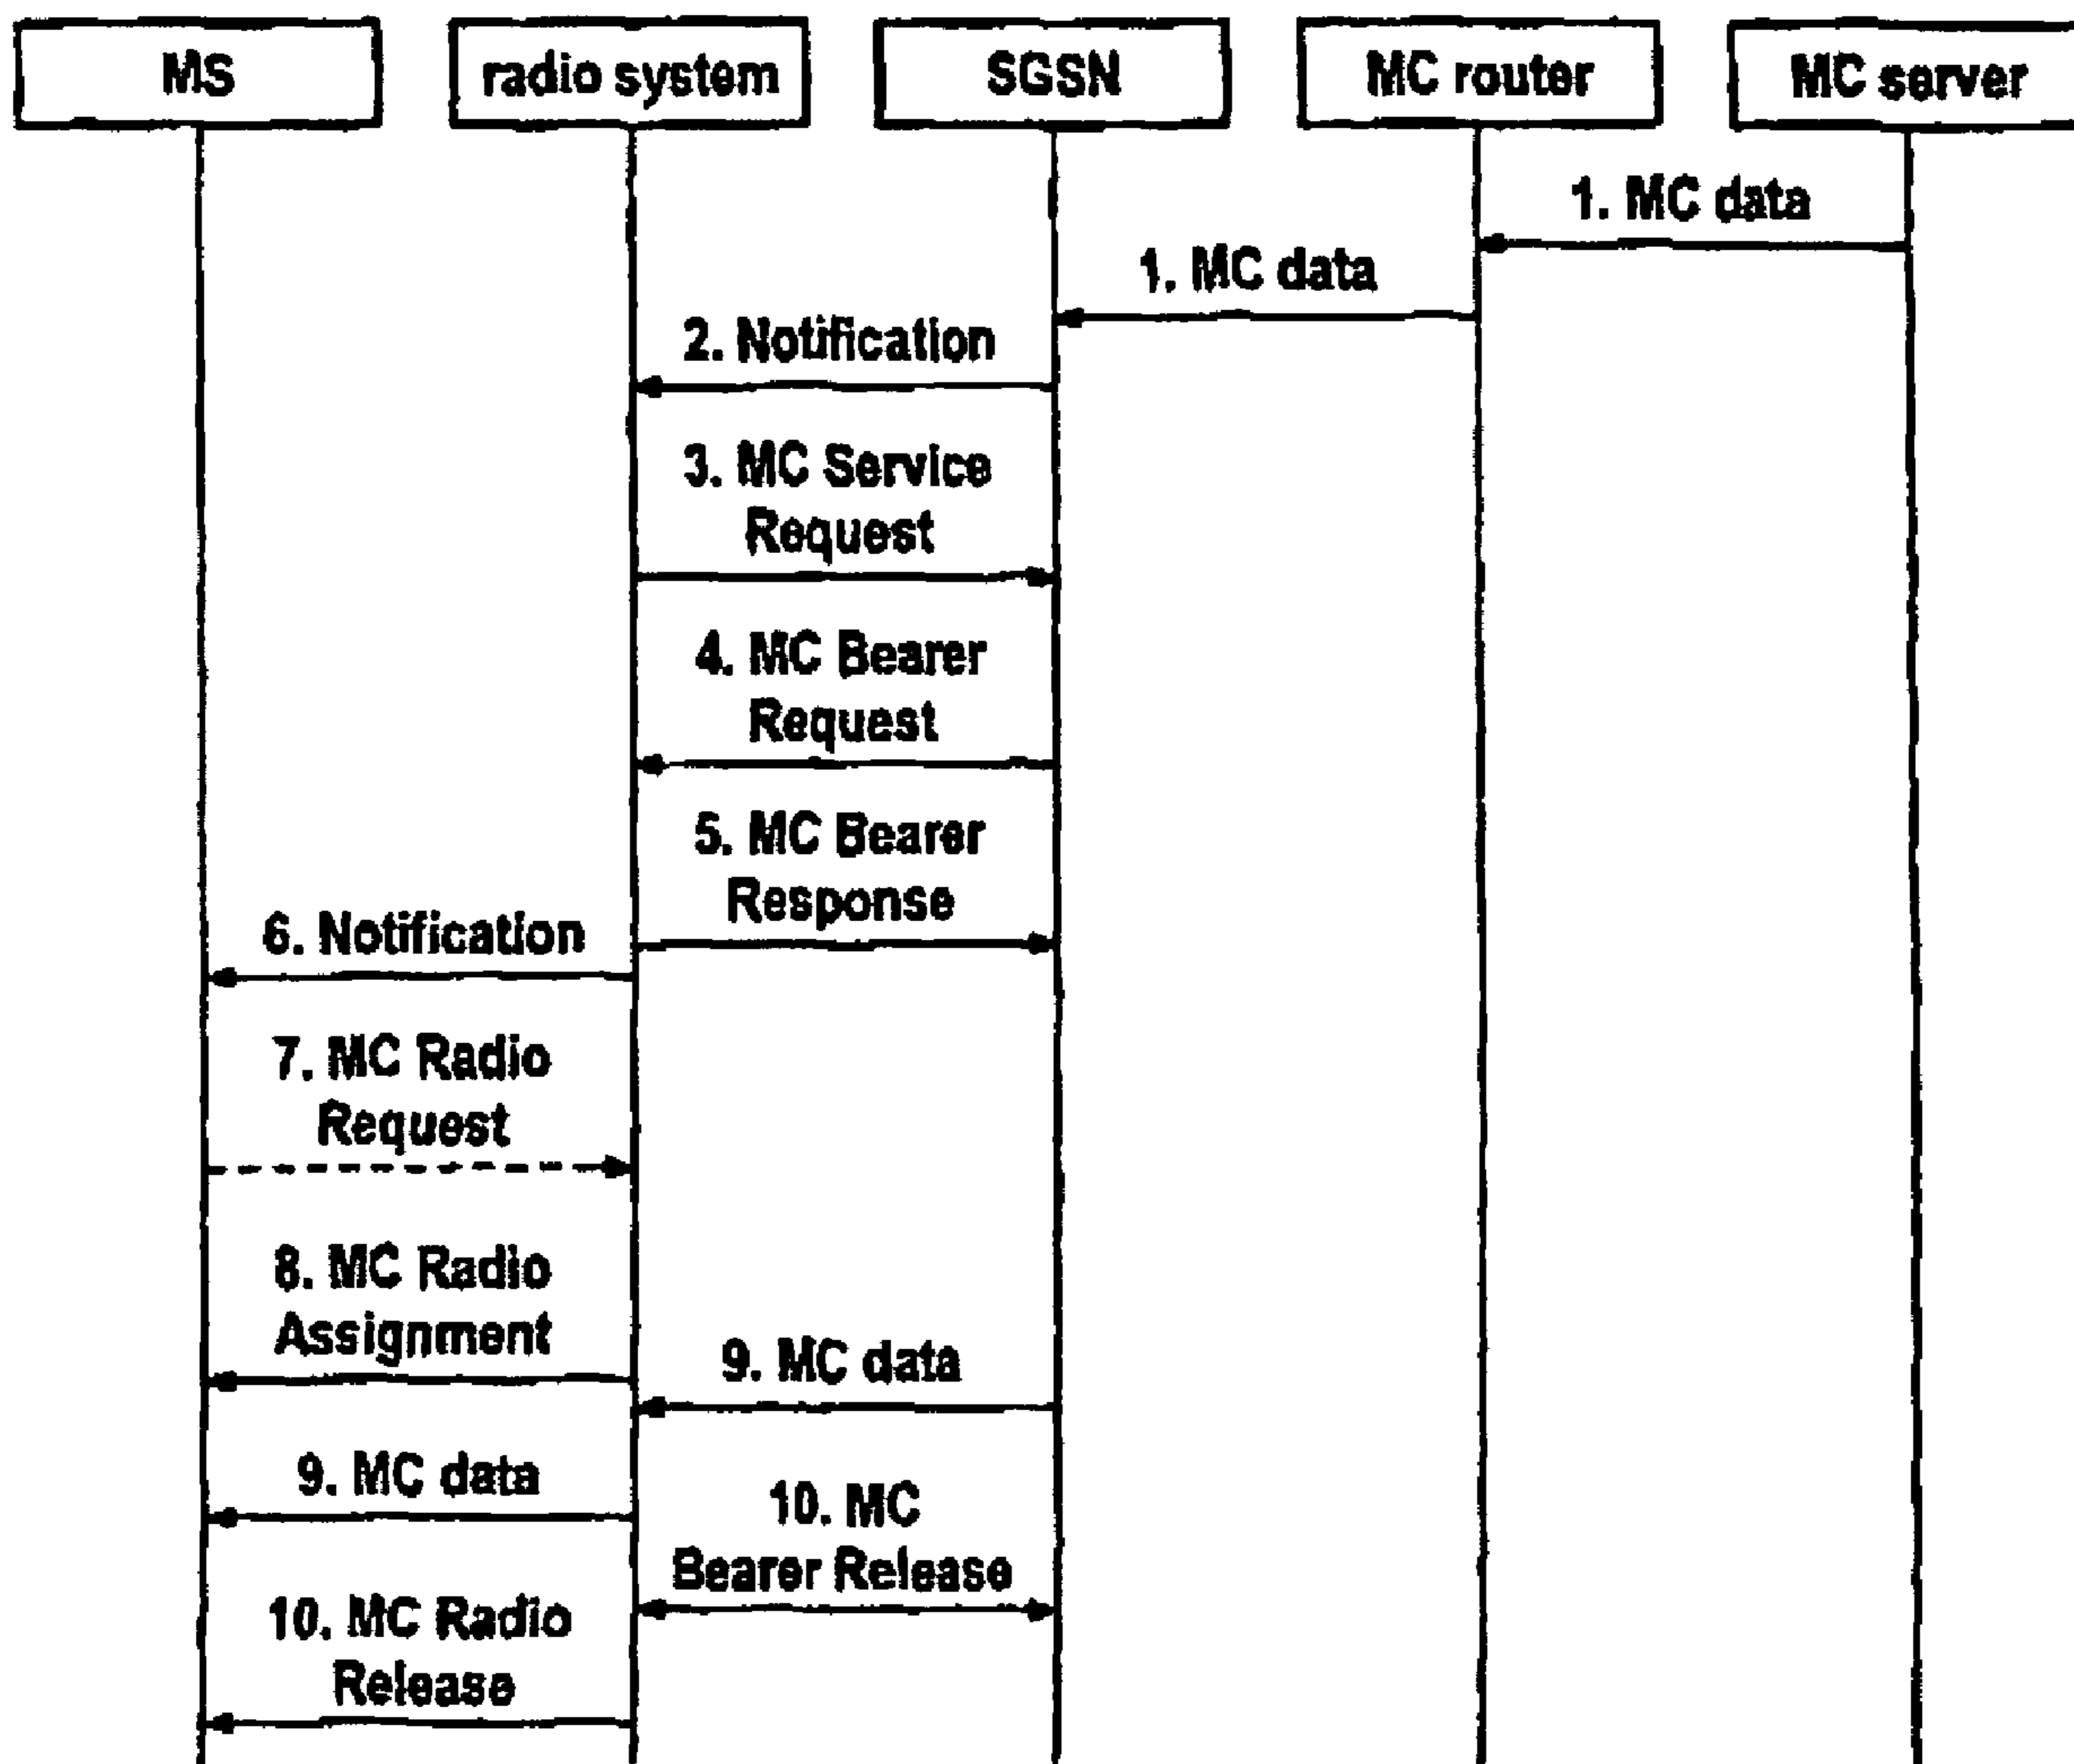 MS
radio system
SGSN
MC router
MC server
1. MC data
1. MC data
2. Notification
3. MC Service
Request
4. MC Bearer
Request
5. MC Bearer
Response
6. Notification
7. MC Radio
Request
8. MC Radio
Assignment
9. MC data
9. MC data
10. MC
Bearer Release
10. MC Radio
Release